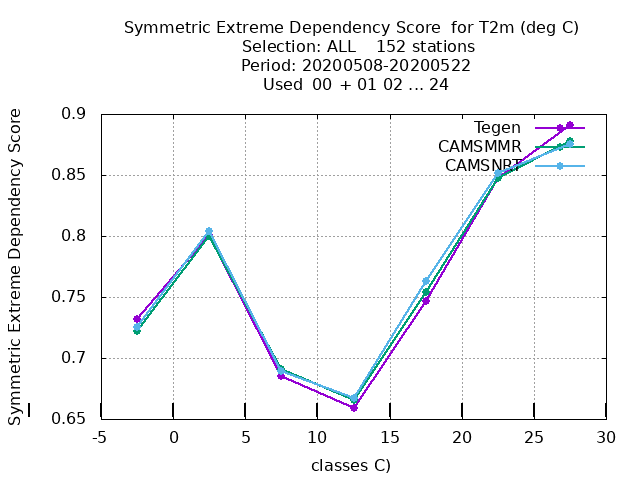 Symmetric Extreme Dependency Score  for T2m (deg C)
Selection: ALL    152 stations
Period: 20200508-20200522
Used  00 + 01 02 ... 24
Symmetric Extreme Dependency Score
0.9
0.85
0.8
0.75
0.7
0.65
Tegen
CAMSMMR
CAMSNRT
-5 0 5 10 15 20 25 30
classes C)